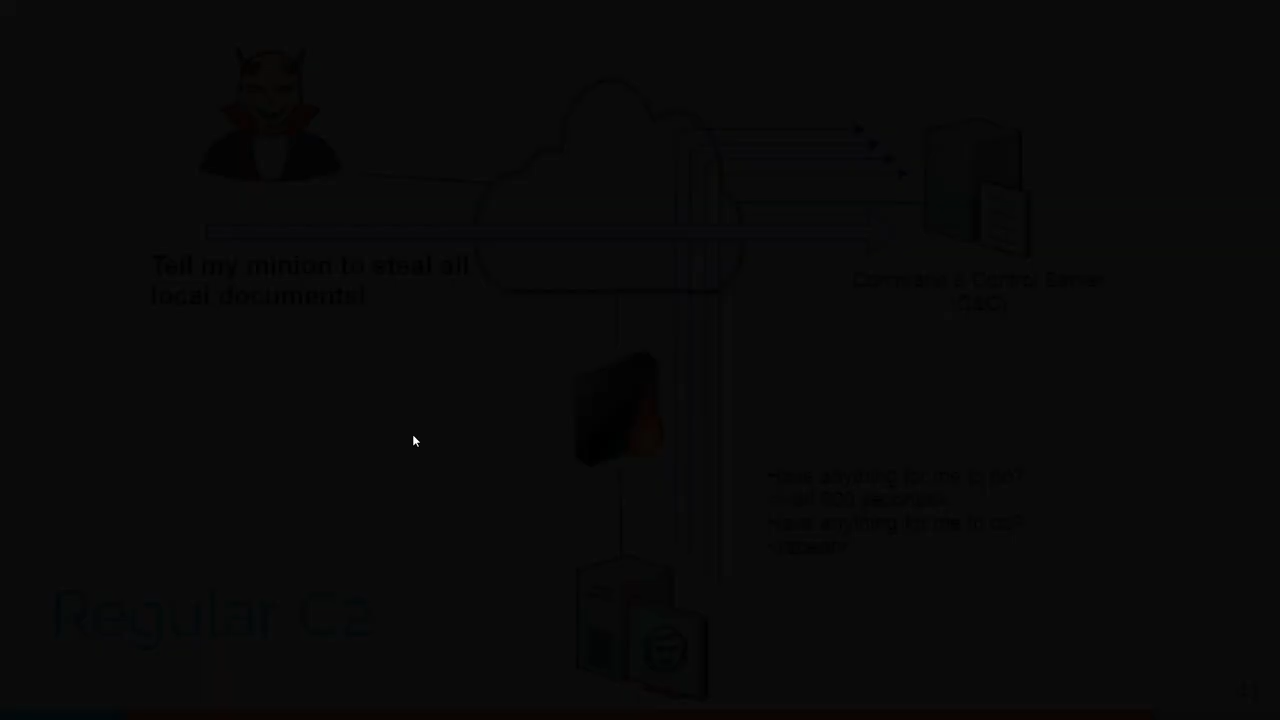 Tell my minion to steal all
local documents!
Command & Control Server
(C&C)
Have anything for me to do?
Have anything for me to do?
<repeat>
Regular C2